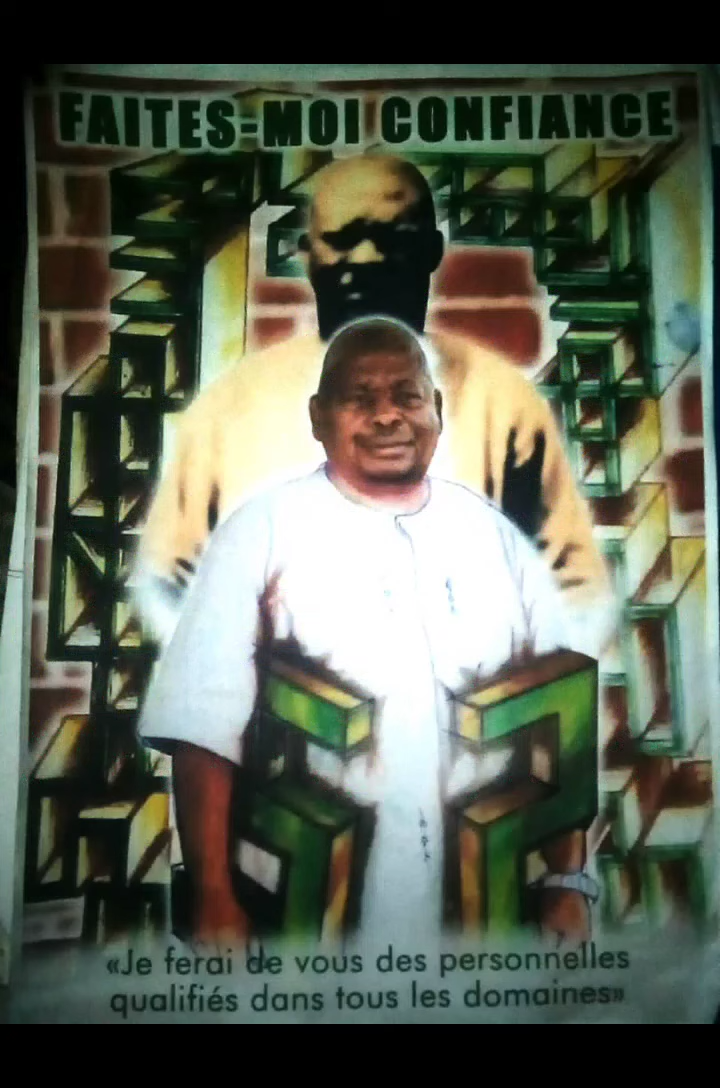 FAITES-MOI CONFIANCE
«Je ferai de vous des personnelles
qualifiés dans tous les domaines»